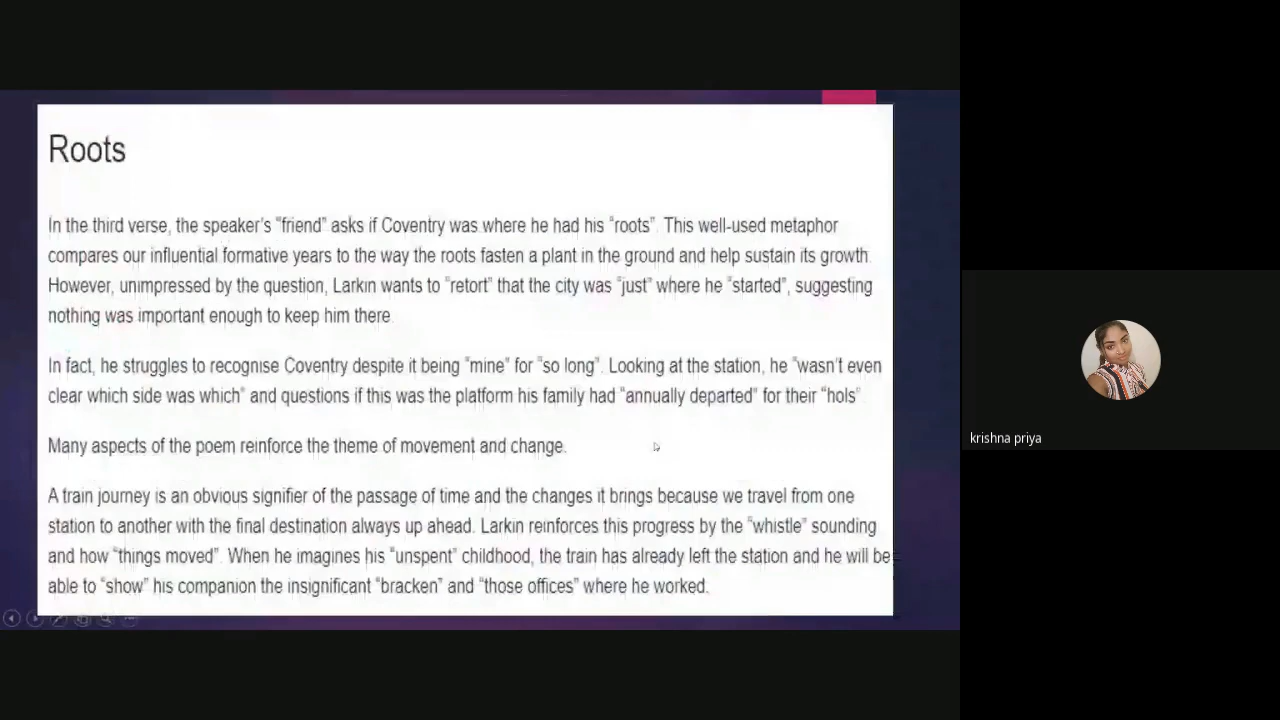 Roots
In the third verse, the speaker's "friend" asks if Coventry was where he had his "roots". This well-used metaphor
compares our influential formative years to the way the roots fasten a plant in the ground and help sustain its growth.
However, unimpressed by the question, Larkin wants to "retort" that the city was "just" where he "started", suggesting
nothing was important enough to keep him there.
In fact, he struggles to recognise Coventry despite it being "mine" for "so long". Looking at the station, he "wasn't even
clear which side was which" and questions if this was the platform his family had "annually departed" for their "hols".
Many aspects of the poem reinforce the theme of movement and change.
A train journey is an obvious signifier of the passage of time and the changes it brings because we travel from one
station to another with the final destination always up ahead. Larkin reinforces this progress by the "whistle" sounding
and how "things moved". When he imagines his "unspent" childhood, the train has already left the station and he will be
able to "show" his companion the insignificant "bracken" and "those offices" where he worked.
krishna priya